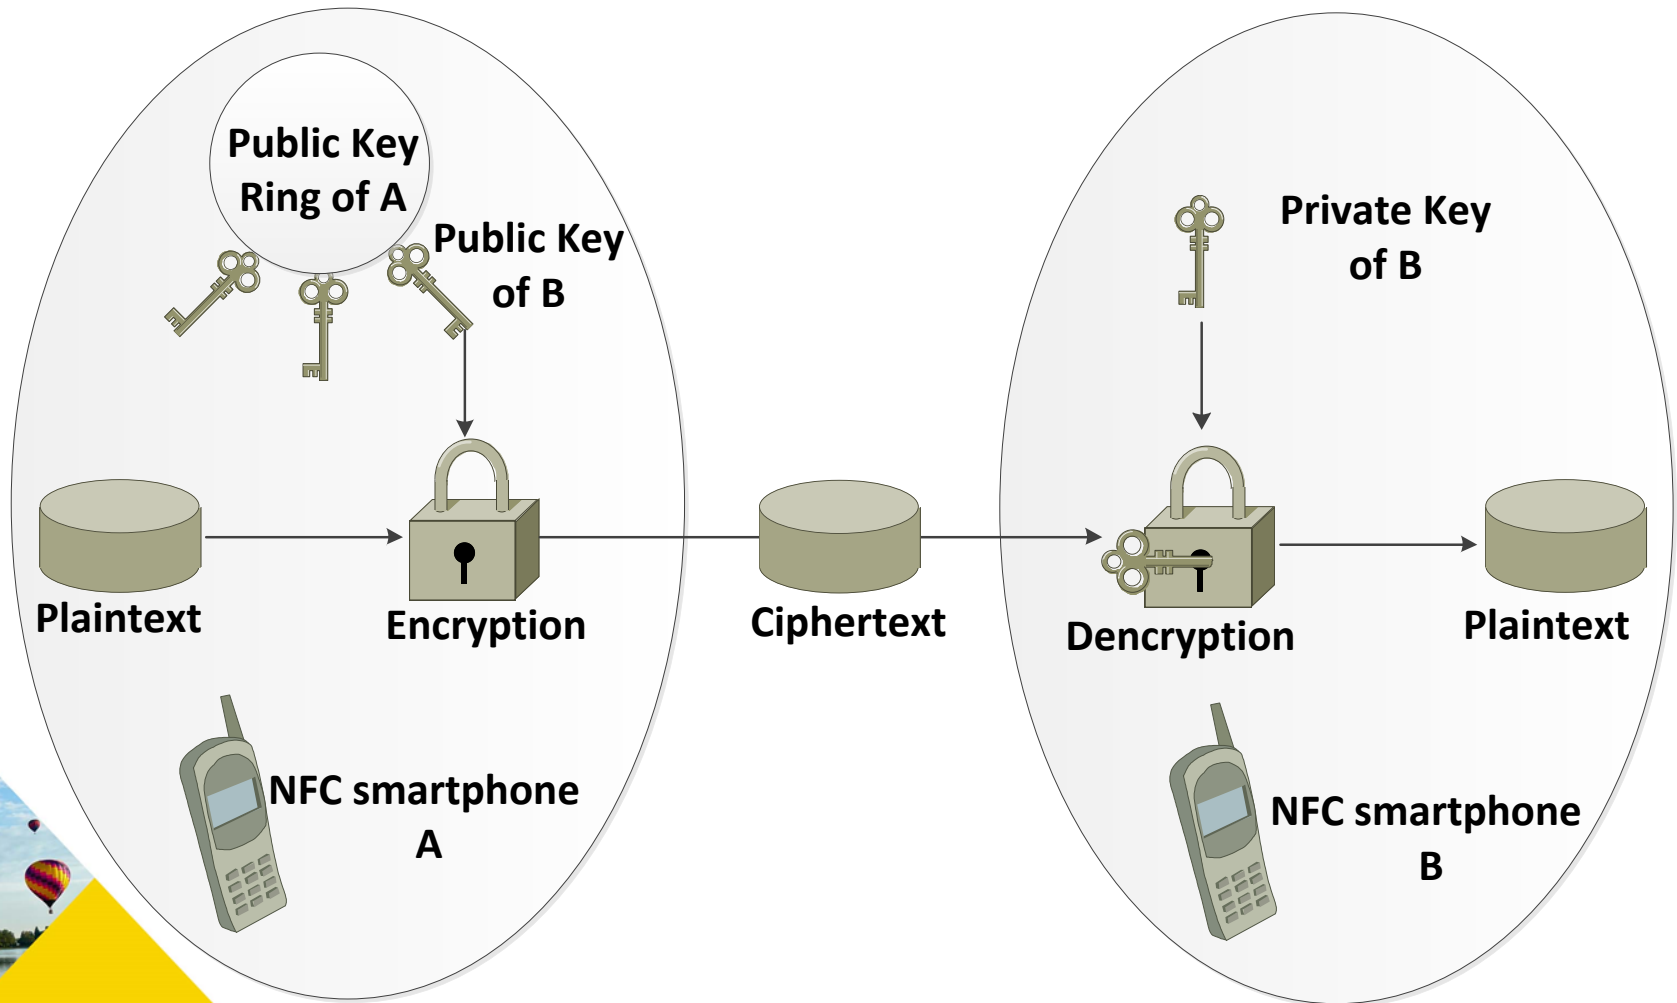 Public Key
Ring of A
Public Key
of B
Private Key
of B
Plaintext
Encryption
Ciphertext
Dencryption
Plaintext
NFC smartphone
A
NFC smartphone
B